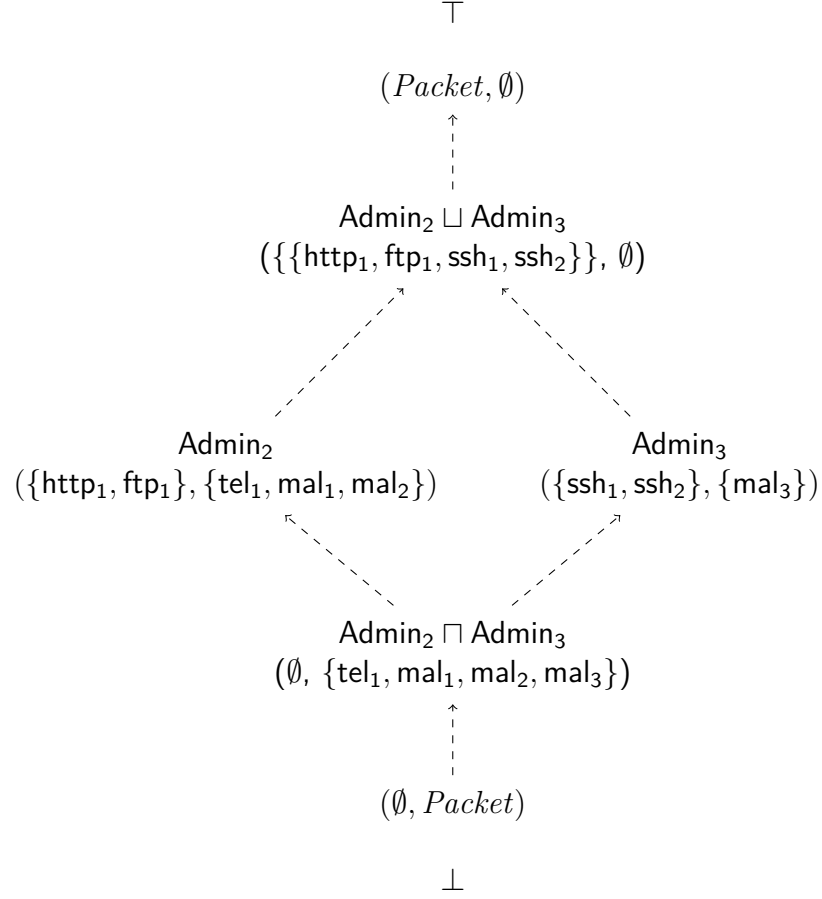 ⊤
(Packet, ∅)
Admin₂ ⊔ Admin₃
({{http₁, ftp₁, ssh₁, ssh₂}}, ∅)
Admin₂
({http₁, ftp₁}, {tel₁, mal₁, mal₂})
Admin₃
({ssh₁, ssh₂}, {mal₃})
Admin₂ ⊓ Admin₃
(∅, {tel₁, mal₁, mal₂, mal₃})
(∅, Packet)
⊥